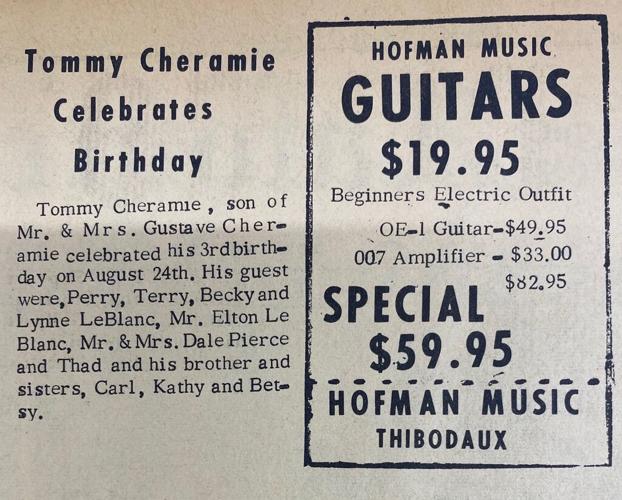 Tommy Cheramie
Celebrates
Birthday
Tommy Cheramie, son of
Mr. & Mrs. Gustave Cher-
amie celebrated his 3rd birth-
day on August 24th. His guest
were, Perry, Terry, Becky and
Lynne LeBlanc, Mr. Elton Le
Blanc, Mr. & Mrs. Dale Pierce
and Thad and his brother and
sisters, Carl, Kathy and Bet-
sy.
HOFMAN MUSIC
GUITARS
$19.95
Beginners Electric Outfit
OE-1 Guitar-$49.95
007 Amplifier - $33.00
$82.95
SPECIAL
$59.95
HOFMAN MUSIC
THIBODAUX